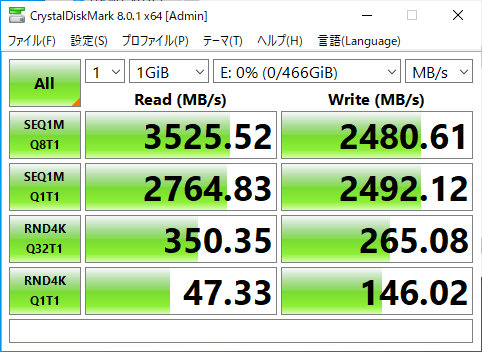 CrystalDiskMark 8.0.1 x64 [Admin]
ファイル(F) 設定(S) プロファイル(P) テーマ(T) ヘルプ(H) 言語(Language)
All 1 1GiB E: 0% (0/466GiB) MB/s
Read (MB/s) Write (MB/s)
SEQ1M
Q8T1
3525.52 2480.61
SEQ1M
Q1T1
2764.83 2492.12
RND4K
Q32T1
350.35 265.08
RND4K
Q1T1
47.33 146.02